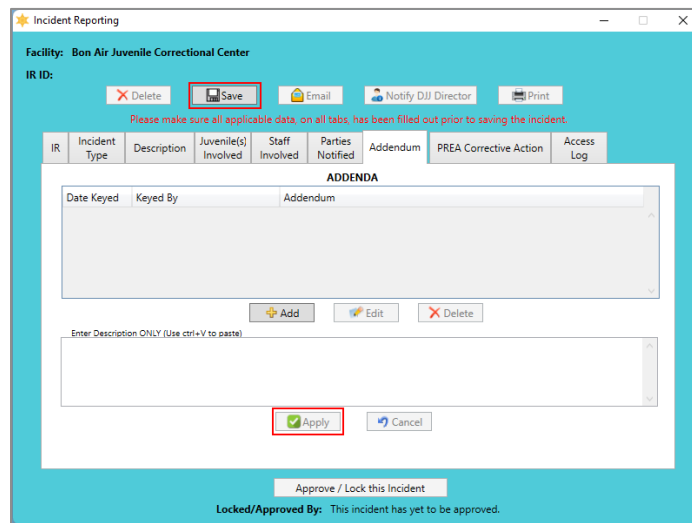 Incident Reporting
Facility: Bon Air Juvenile Correctional Center
IR ID:
Delete Save Email Notify DJJ Director Print
Please make sure all applicable data, on all tabs, has been filled out prior to saving the incident.
IR Incident Type Description Juvenile(s) Involved Staff Involved Parties Notified Addendum PREA Corrective Action Access Log
ADDENDA
Date Keyed Keyed By Addendum
Add Edit Delete
Enter Description ONLY (Use ctrl+V to paste)
Apply Cancel
Approve / Lock this Incident
Locked/Approved By: This incident has yet to be approved.